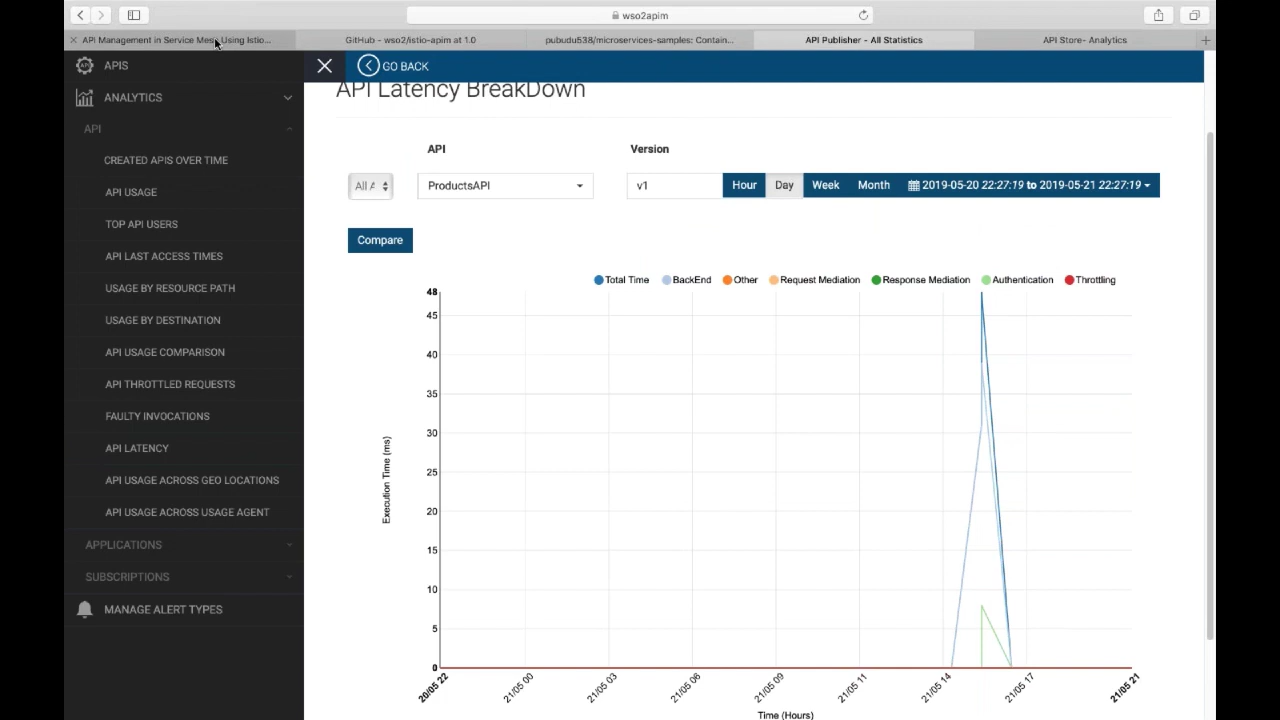 wso2apim
API Management in Service Mesh Using Istio...
GitHub - wso2/istio-apim at 1.0
pubudu538/microservices-samples: Contain...
API Publisher - All Statistics
API Store- Analytics
APIS
ANALYTICS
API
CREATED APIS OVER TIME
API USAGE
TOP API USERS
API LAST ACCESS TIMES
USAGE BY RESOURCE PATH
USAGE BY DESTINATION
API USAGE COMPARISON
API THROTTLED REQUESTS
FAULTY INVOCATIONS
API LATENCY
API USAGE ACROSS GEO LOCATIONS
API USAGE ACROSS USAGE AGENT
APPLICATIONS
SUBSCRIPTIONS
MANAGE ALERT TYPES
GO BACK
API Latency BreakDown
API Version
All ProductsAPI v1 Hour Day Week Month 2019-05-20 22:27:19 to 2019-05-21 22:27:19
Compare
Total Time BackEnd Other Request Mediation Response Mediation Authentication Throttling
48
45
40
35
30
25
20
15
10
5
0
Execution Time (ms)
20/05 22 21/05 00 21/05 03 21/05 06 21/05 09 21/05 11 21/05 14 21/05 17 21/05 21
Time (Hours)